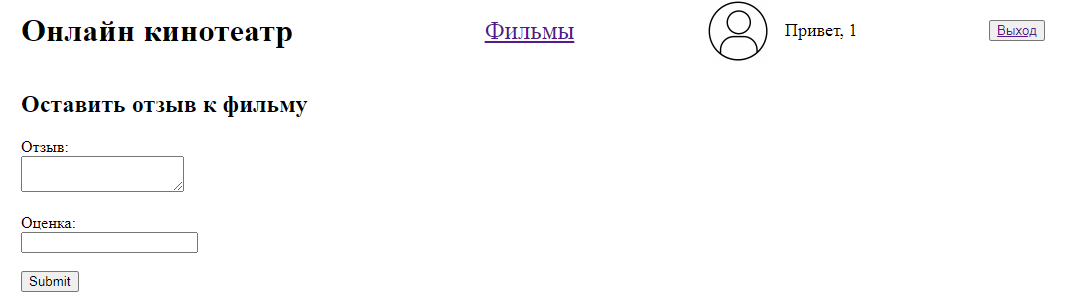 Онлайн кинотеатр
Фильмы
Привет, 1
Выход
Оставить отзыв к фильму
Отзыв:
Оценка:
Submit